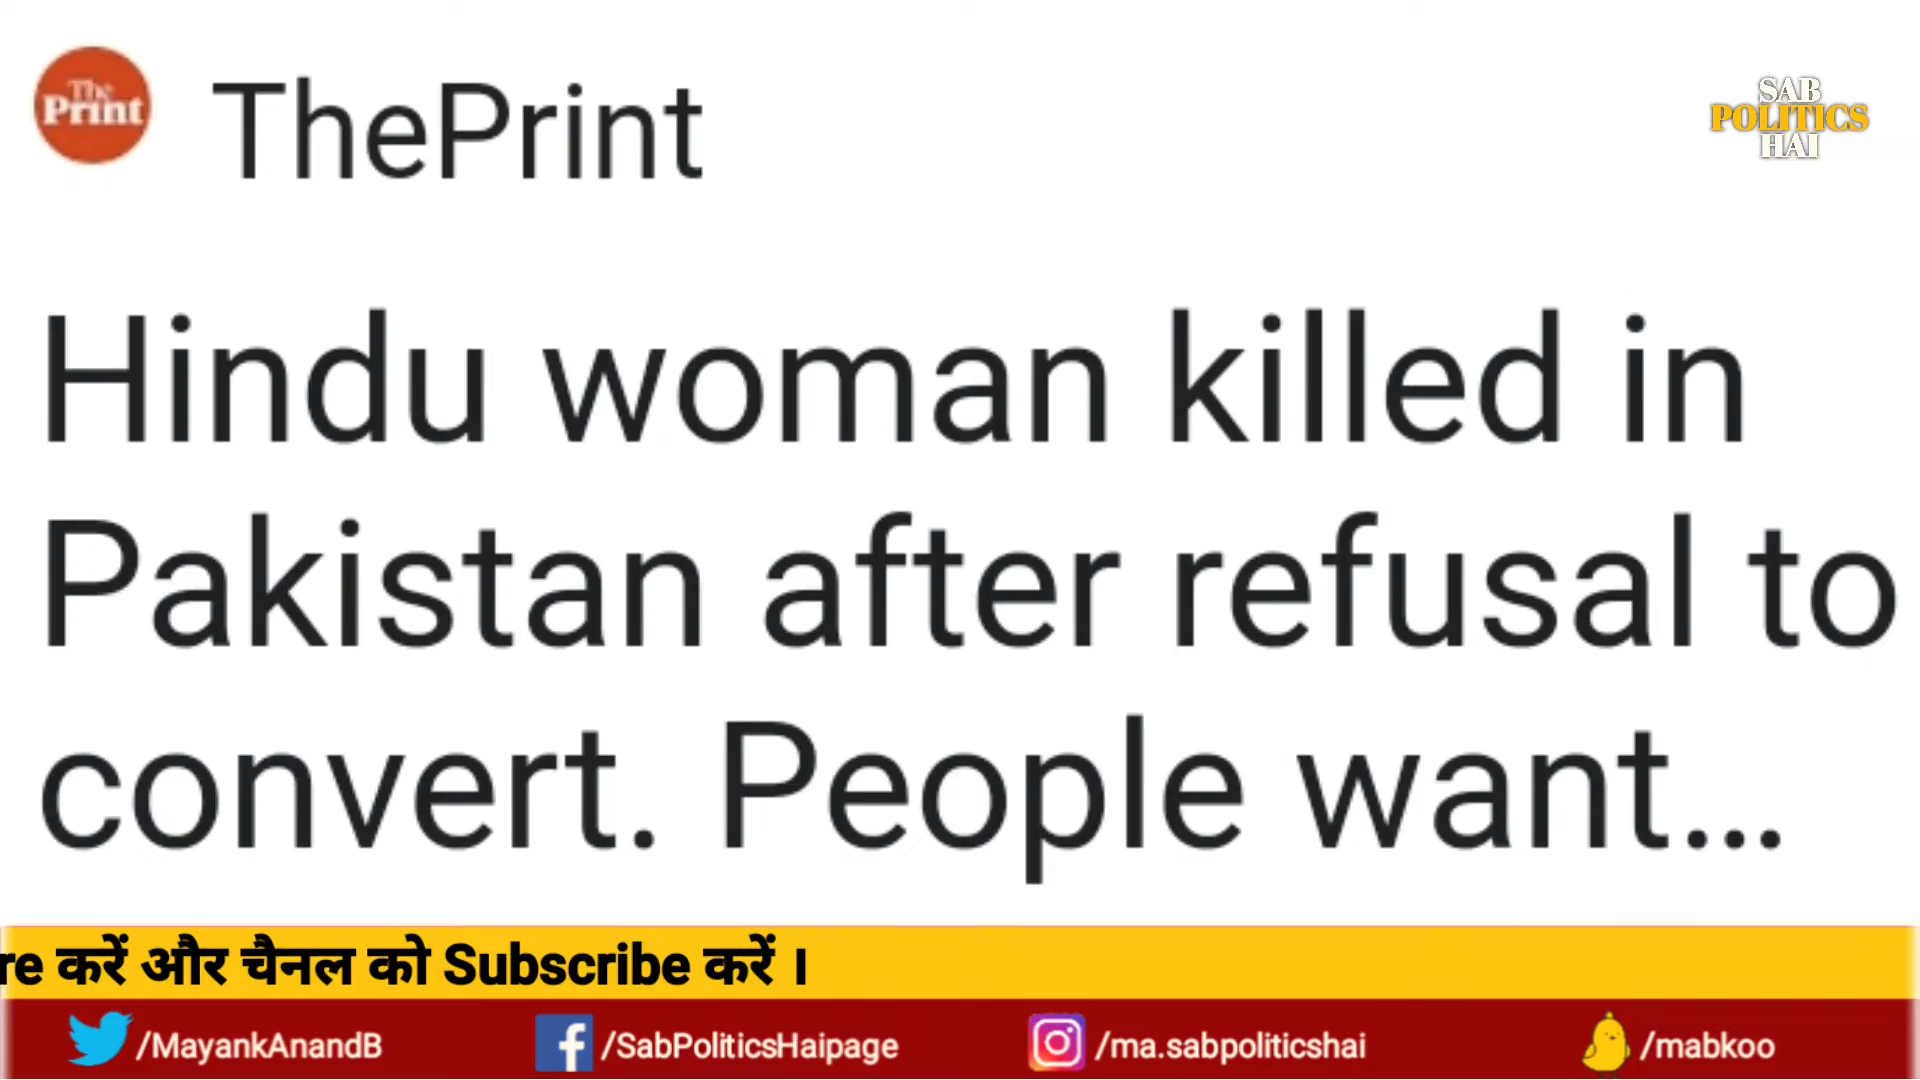 The
Print
ThePrint
SAB
POLITICS
HAI
Hindu woman killed in
Pakistan after refusal to
convert. People want...
re करें और चैनल को Subscribe करें ।
/MayankAnandB
/SabPoliticsHaipage
/ma.sabpoliticshai
/mabkoo